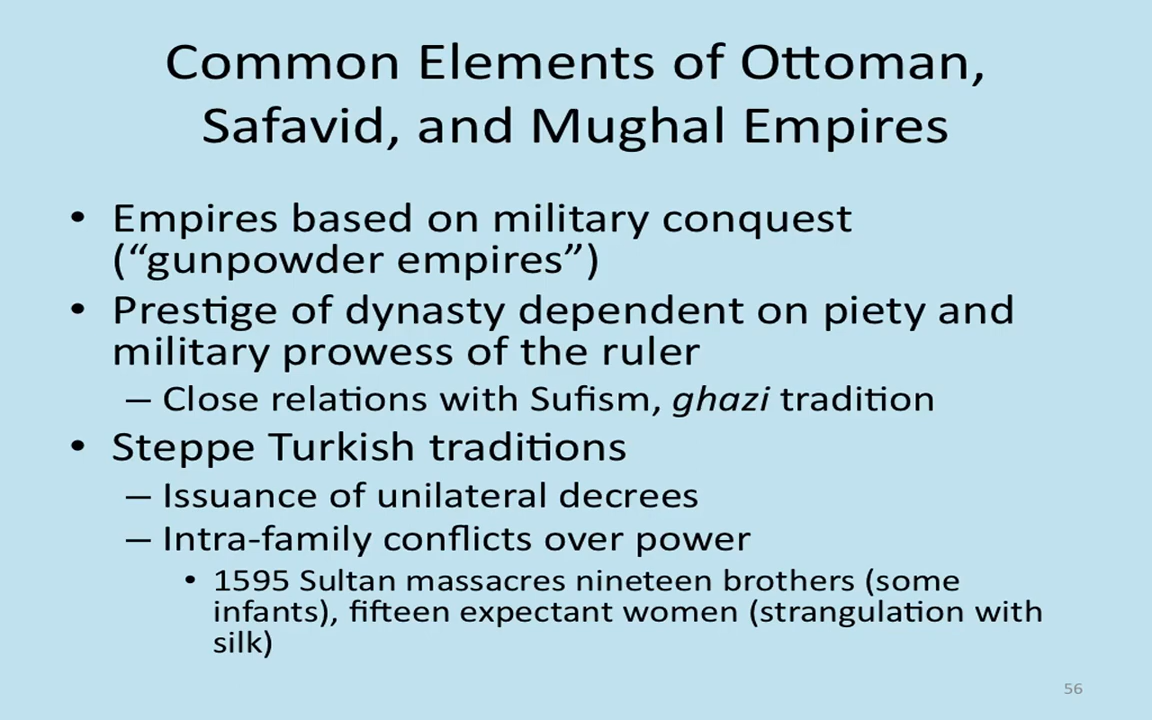 Common Elements of Ottoman,
Safavid, and Mughal Empires
• Empires based on military conquest
(“gunpowder empires”)
• Prestige of dynasty dependent on piety and
military prowess of the ruler
– Close relations with Sufism, ghazi tradition
• Steppe Turkish traditions
– Issuance of unilateral decrees
– Intra-family conflicts over power
• 1595 Sultan massacres nineteen brothers (some
infants), fifteen expectant women (strangulation with
silk)
56